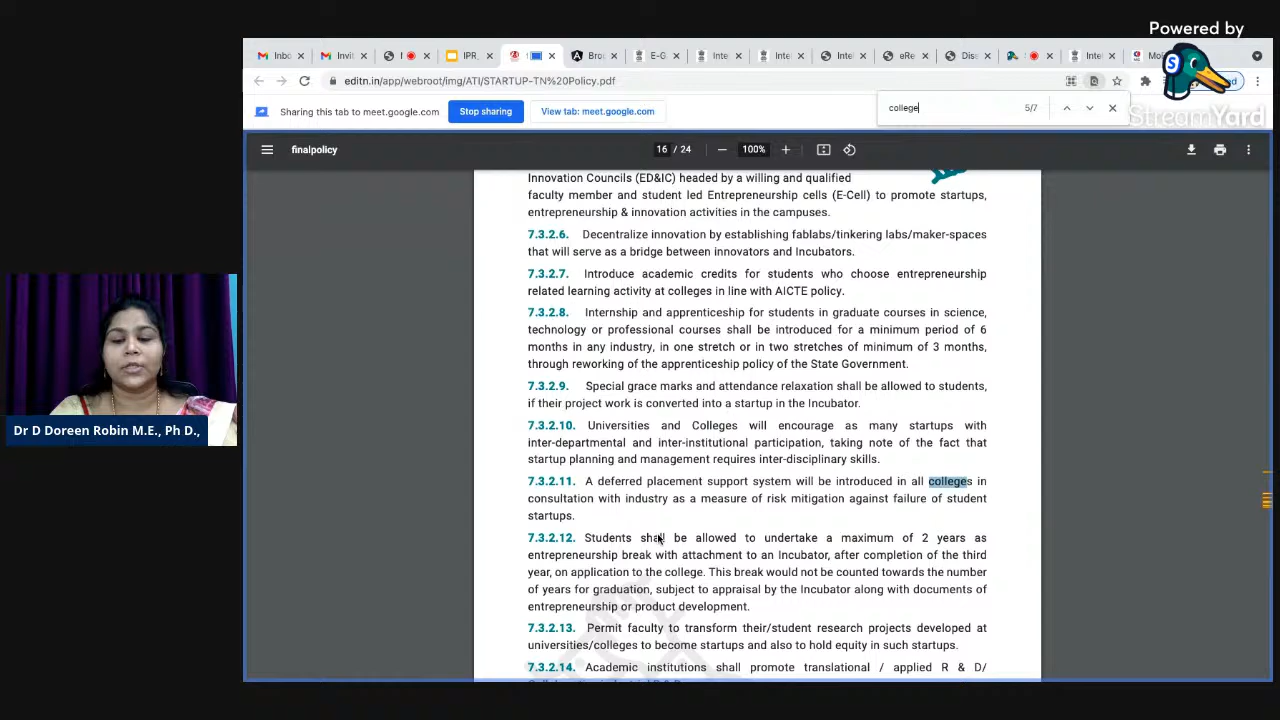 Powered by
StreamYard
Inbo
Invit
IPR
Bro
E-G
Inte
Inte
Inte
eRe
Disc
Inte
editn.in/app/webroot/img/ATI/STARTUP-TN%20Policy.pdf
college
5/7
Sharing this tab to meet.google.com
Stop sharing
View tab: meet.google.com
finalpolicy
16 / 24
100%
Innovation Councils (ED&IC) headed by a willing and qualified
faculty member and student led Entrepreneurship cells (E-Cell) to promote startups,
entrepreneurship & innovation activities in the campuses.
7.3.2.6. Decentralize innovation by establishing fablabs/tinkering labs/maker-spaces
that will serve as a bridge between innovators and Incubators.
7.3.2.7. Introduce academic credits for students who choose entrepreneurship
related learning activity at colleges in line with AICTE policy.
7.3.2.8. Internship and apprenticeship for students in graduate courses in science,
technology or professional courses shall be introduced for a minimum period of 6
months in any industry, in one stretch or in two stretches of minimum of 3 months,
through reworking of the apprenticeship policy of the State Government.
7.3.2.9. Special grace marks and attendance relaxation shall be allowed to students,
if their project work is converted into a startup in the Incubator.
7.3.2.10. Universities and Colleges will encourage as many startups with
inter-departmental and inter-institutional participation, taking note of the fact that
startup planning and management requires inter-disciplinary skills.
7.3.2.11. A deferred placement support system will be introduced in all colleges in
consultation with industry as a measure of risk mitigation against failure of student
startups.
7.3.2.12. Students shall be allowed to undertake a maximum of 2 years as
entrepreneurship break with attachment to an Incubator, after completion of the third
year, on application to the college. This break would not be counted towards the number
of years for graduation, subject to appraisal by the Incubator along with documents of
entrepreneurship or product development.
7.3.2.13. Permit faculty to transform their/student research projects developed at
universities/colleges to become startups and also to hold equity in such startups.
7.3.2.14. Academic institutions shall promote translational / applied R & D/
Dr D Doreen Robin M.E., Ph D.,